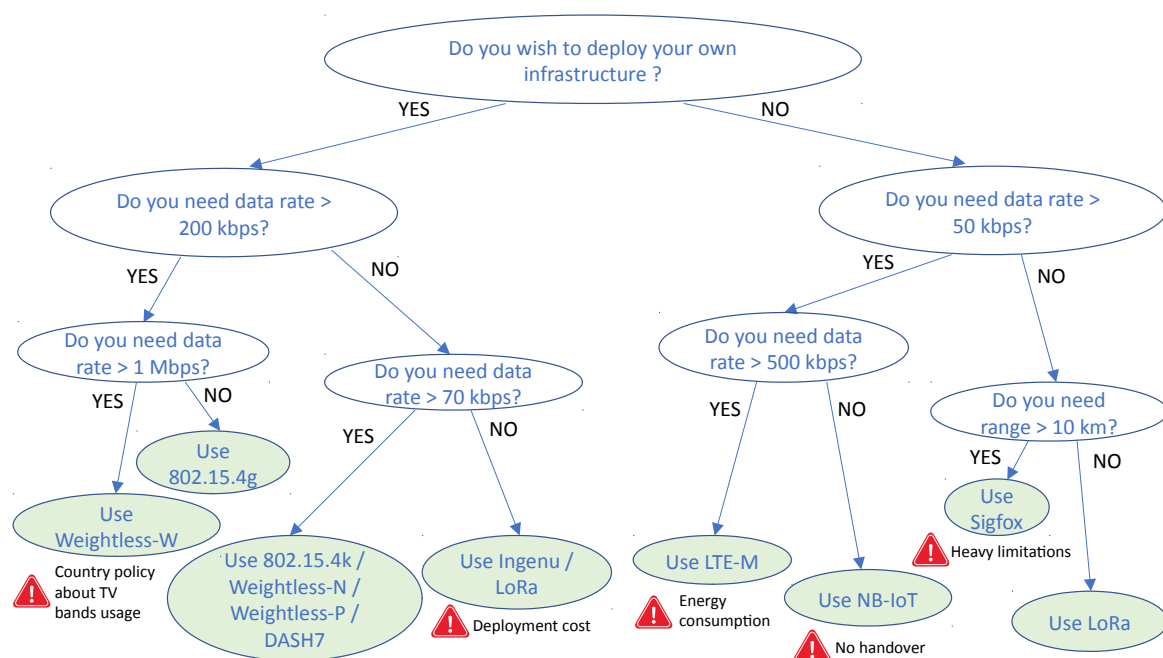 Do you wish to deploy your own
infrastructure ?
YES
NO
Do you need data rate >
200 kbps?
Do you need data rate >
50 kbps?
YES
NO
YES
NO
Do you need data
rate > 1 Mbps?
Do you need data
rate > 70 kbps?
Do you need data
rate > 500 kbps?
Do you need
range > 10 km?
YES
NO
YES
NO
YES
NO
YES
NO
Use
802.15.4g
Use
Weightless-W
Country policy
about TV
bands usage
Use 802.15.4k /
Weightless-N /
Weightless-P /
DASH7
Use Ingenu /
LoRa
Deployment cost
Use LTE-M
Energy
consumption
Use NB-IoT
No handover
Use
Sigfox
Heavy limitations
Use LoRa